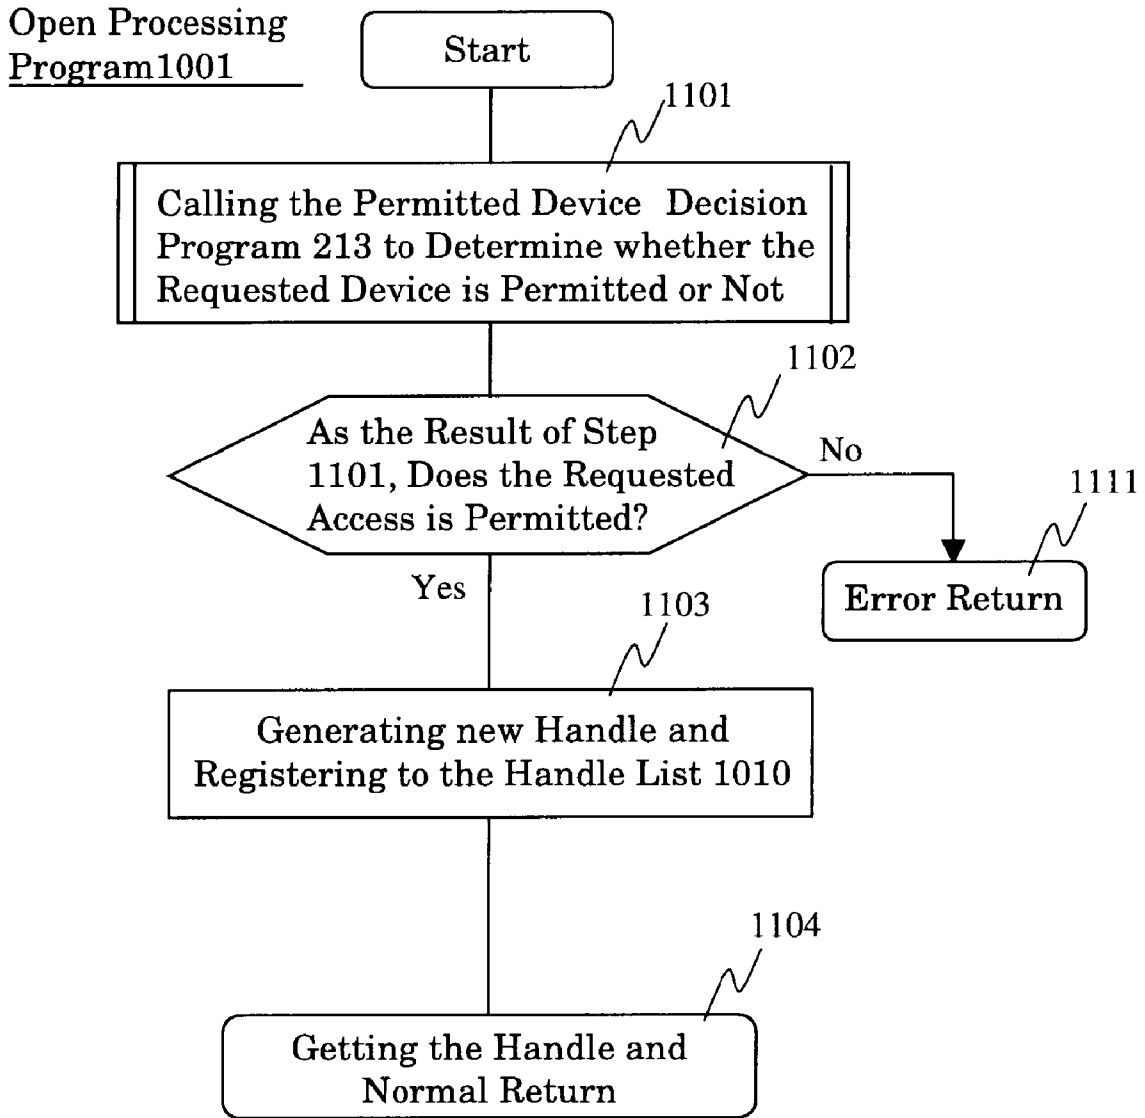 Open Processing
Program1001
Start
1101
Calling the Permitted Device Decision
Program 213 to Determine whether the
Requested Device is Permitted or Not
1102
As the Result of Step
1101, Does the Requested
Access is Permitted?
No
1111
Error Return
Yes
1103
Generating new Handle and
Registering to the Handle List 1010
1104
Getting the Handle and
Normal Return